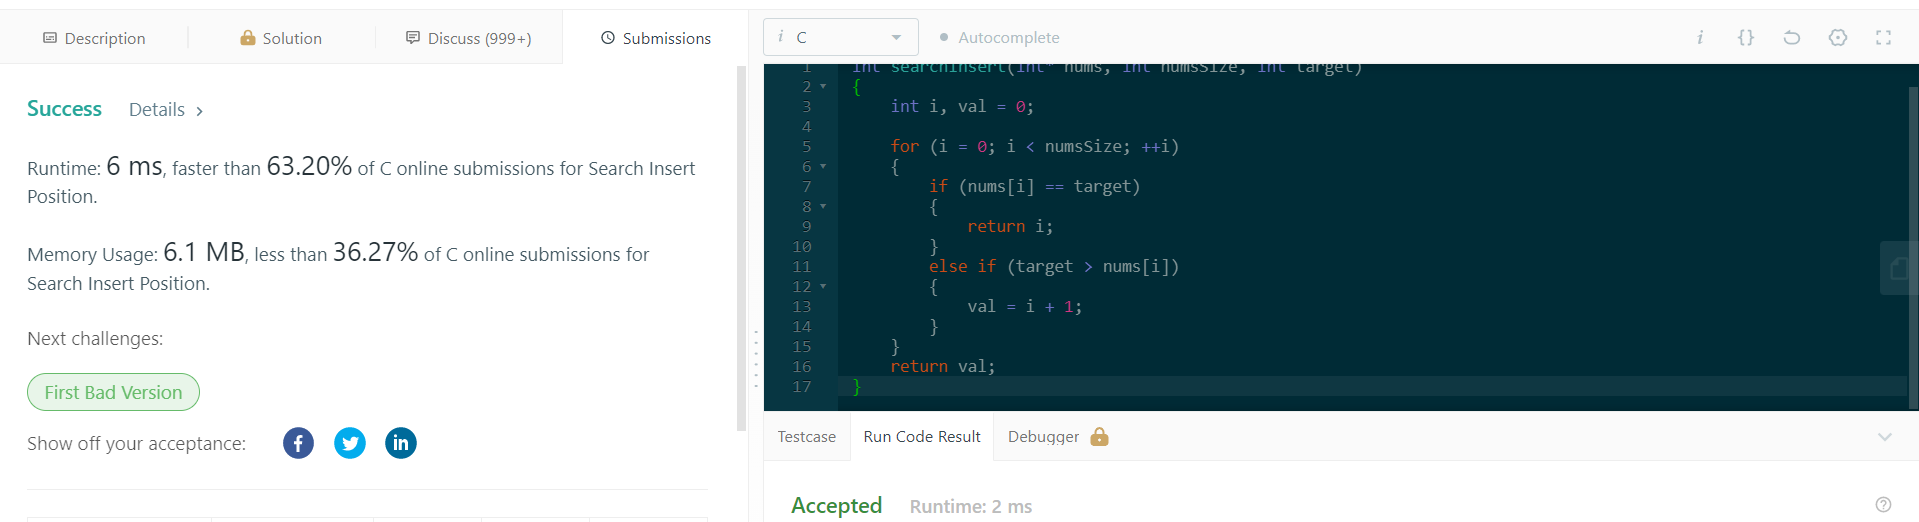 Description
Solution
Discuss (999+)
Submissions
Success
Details >
Runtime: 6 ms, faster than 63.20% of C online submissions for Search Insert
Position.
Memory Usage: 6.1 MB, less than 36.27% of C online submissions for
Search Insert Position.
Next challenges:
First Bad Version
Show off your acceptance:
f
in
i C
Autocomplete
i {}
1 int searchInsert(int* nums, int numsSize, int target)
2 {
3 int i, val = 0;
4
5 for (i = 0; i < numsSize; ++i)
6 {
7 if (nums[i] == target)
8 {
9 return i;
10 }
11 else if (target > nums[i])
12 {
13 val = i + 1;
14 }
15 }
16 return val;
17 }
Testcase
Run Code Result
Debugger
Accepted
Runtime: 2 ms
?